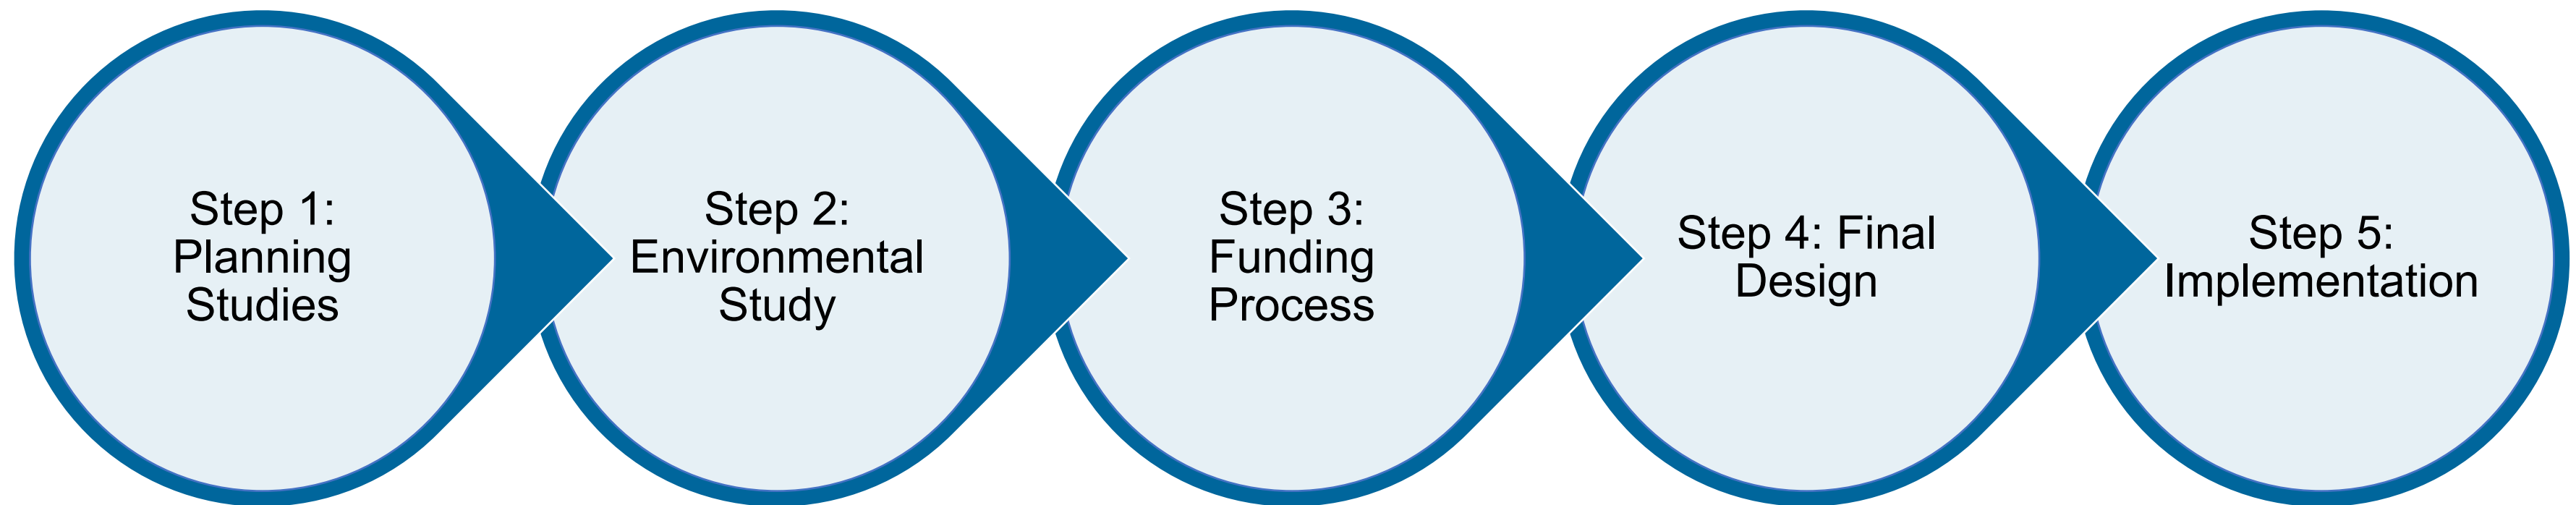 Step 1:
Planning
Studies
Step 2:
Environmental
Study
Step 3:
Funding
Process
Step 4: Final
Design
Step 5:
Implementation